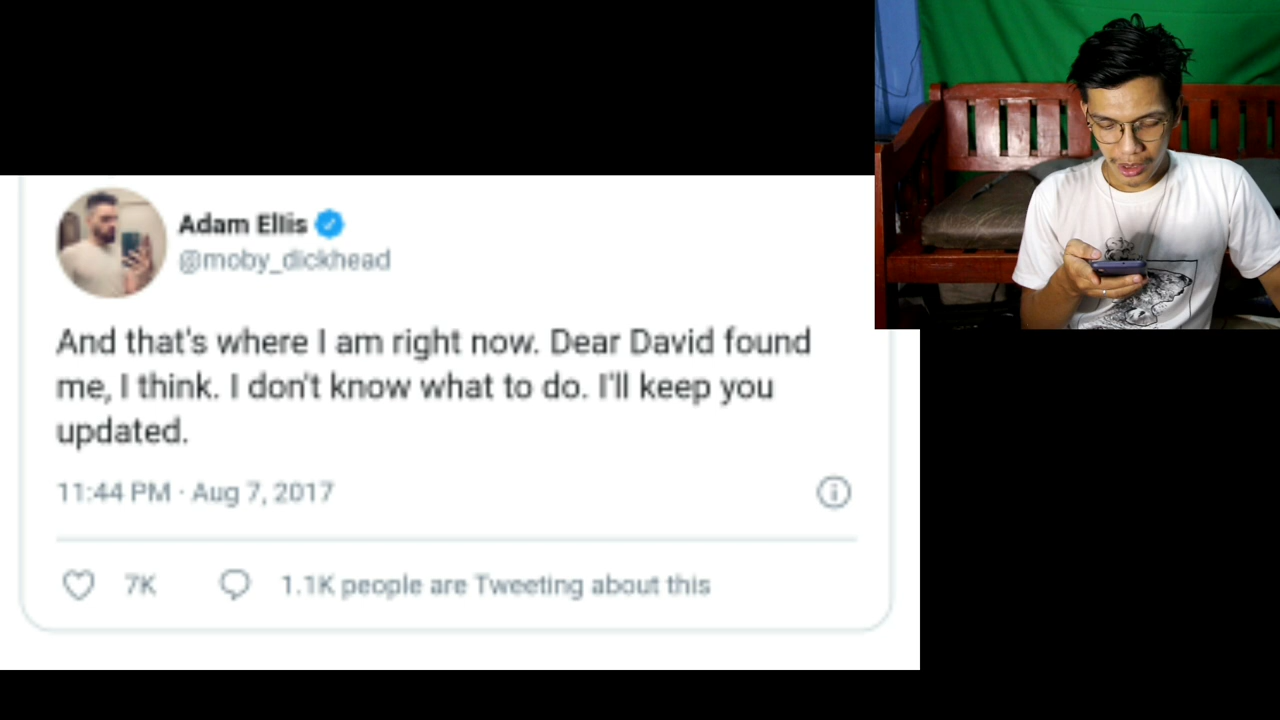 Adam Ellis
@moby_dickhead
And that's where I am right now. Dear David found
me, I think. I don't know what to do. I'll keep you
updated.
11:44 PM · Aug 7, 2017
7K
1.1K people are Tweeting about this